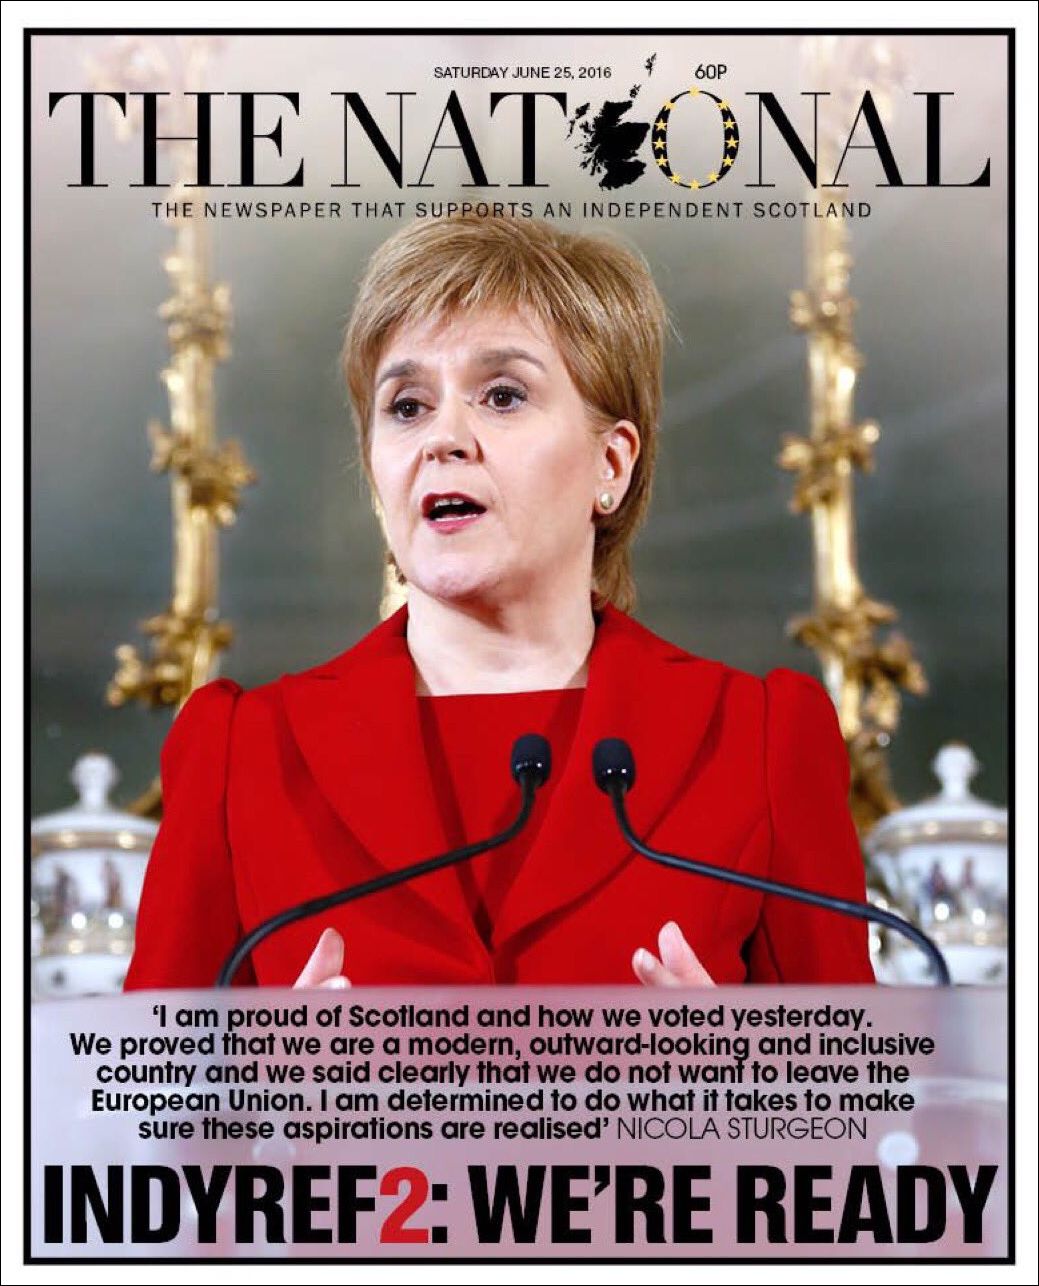 SATURDAY JUNE 25, 2016
60P
THE NATIONAL
THE NEWSPAPER THAT SUPPORTS AN INDEPENDENT SCOTLAND
‘I am proud of Scotland and how we voted yesterday.
We proved that we are a modern, outward-looking and inclusive
country and we said clearly that we do not want to leave the
European Union. I am determined to do what it takes to make
sure these aspirations are realised’ NICOLA STURGEON
INDYREF2: WE’RE READY